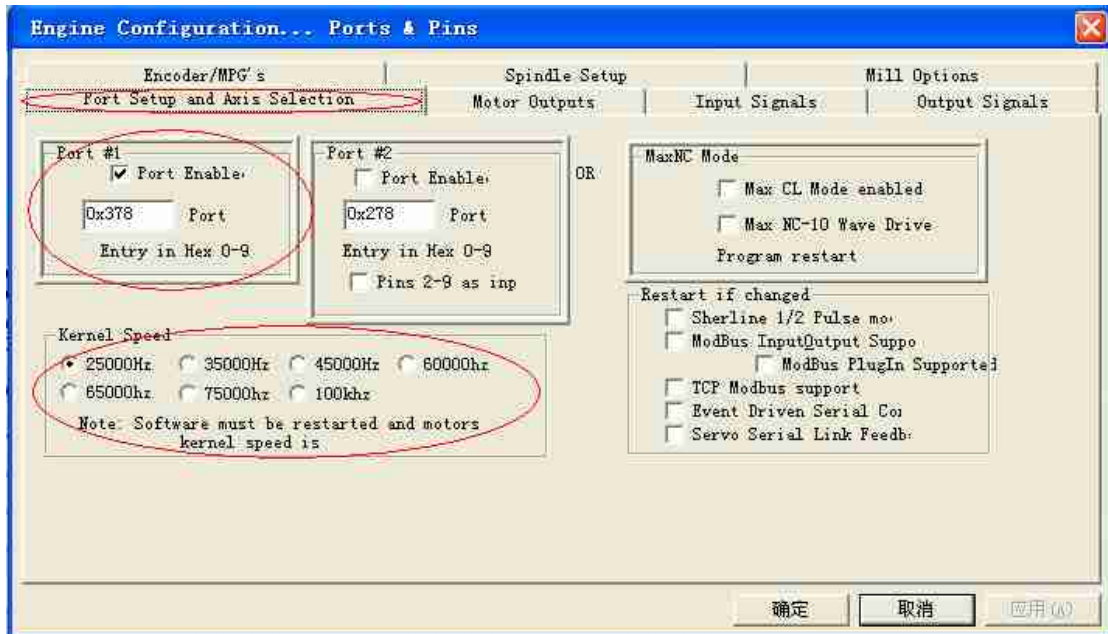 Engine Configuration... Ports & Pins
Encoder/MPG's
Spindle Setup
Mill Options
Port Setup and Axis Selection
Motor Outputs
Input Signals
Output Signals
Port #1
Port Enable
0x378 Port
Entry in Hex 0-9
Port #2
Port Enable
0x278 Port
Entry in Hex 0-9
Pins 2-9 as inp
OR
MaxNC Mode
Max CL Mode enabled
Max NC-10 Wave Drive
Program restart
Restart if changed
Sherline 1/2 Pulse mo
ModBus InputOutput Suppo
ModBus PlugIn Supported
TCP Modbus support
Event Driven Serial Co
Servo Serial Link Feedb
Kernel Speed
25000Hz 35000Hz 45000Hz 60000hz
65000hz 75000hz 100khz
Note: Software must be restarted and motors
kernel speed is
确定 取消 应用(A)